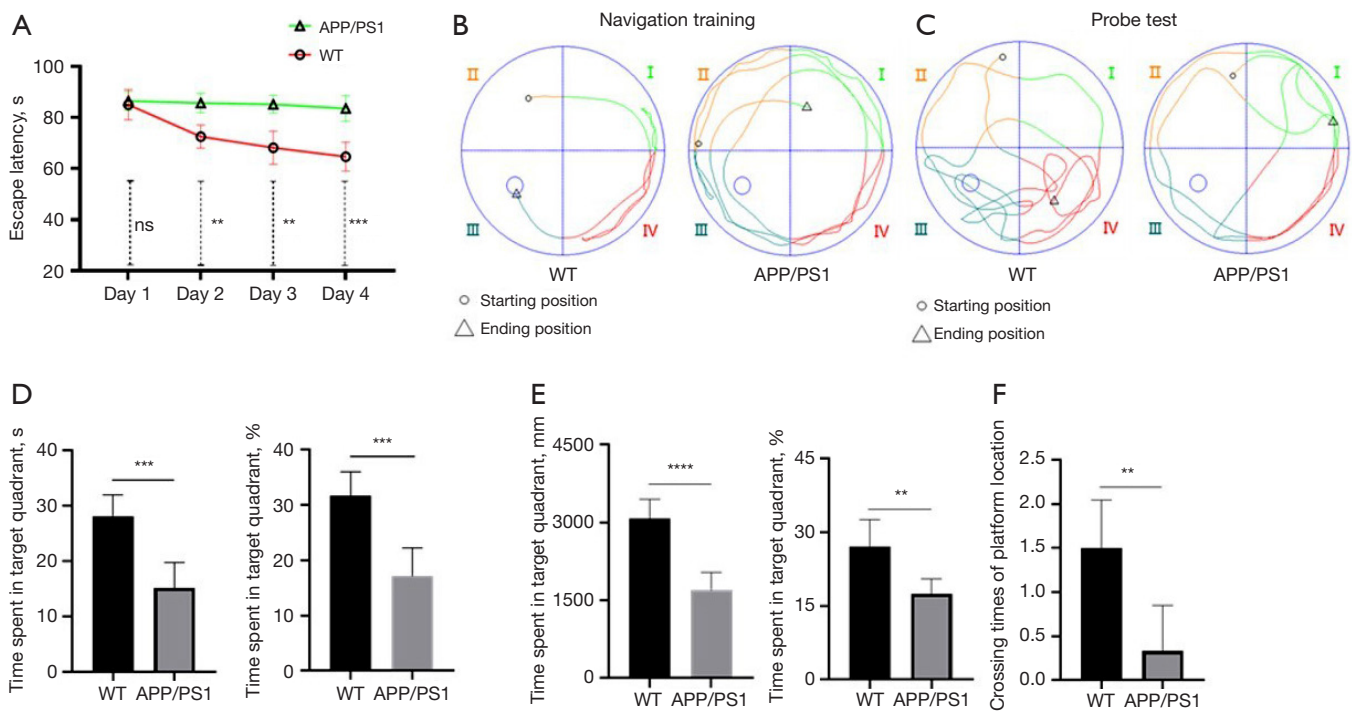 A
APP/PS1
WT
Escape latency, s
100
80
60
40
20
ns
**
**
***
Day 1
Day 2
Day 3
Day 4
B
Navigation training
II
I
III
IV
WT
II
I
III
IV
APP/PS1
Starting position
Ending position
C
Probe test
II
I
III
IV
WT
II
I
III
IV
APP/PS1
Starting position
Ending position
D
Time spent in target quadrant, s
40
30
20
10
0
***
WT
APP/PS1
Time spent in target quadrant, %
40
30
20
10
0
***
WT
APP/PS1
E
Time spent in target quadrant, mm
4500
3000
1500
0
****
WT
APP/PS1
Time spent in target quadrant, %
45
30
15
0
**
WT
APP/PS1
F
Crossing times of platform location
2.5
2.0
1.5
1.0
0.5
0.0
**
WT
APP/PS1